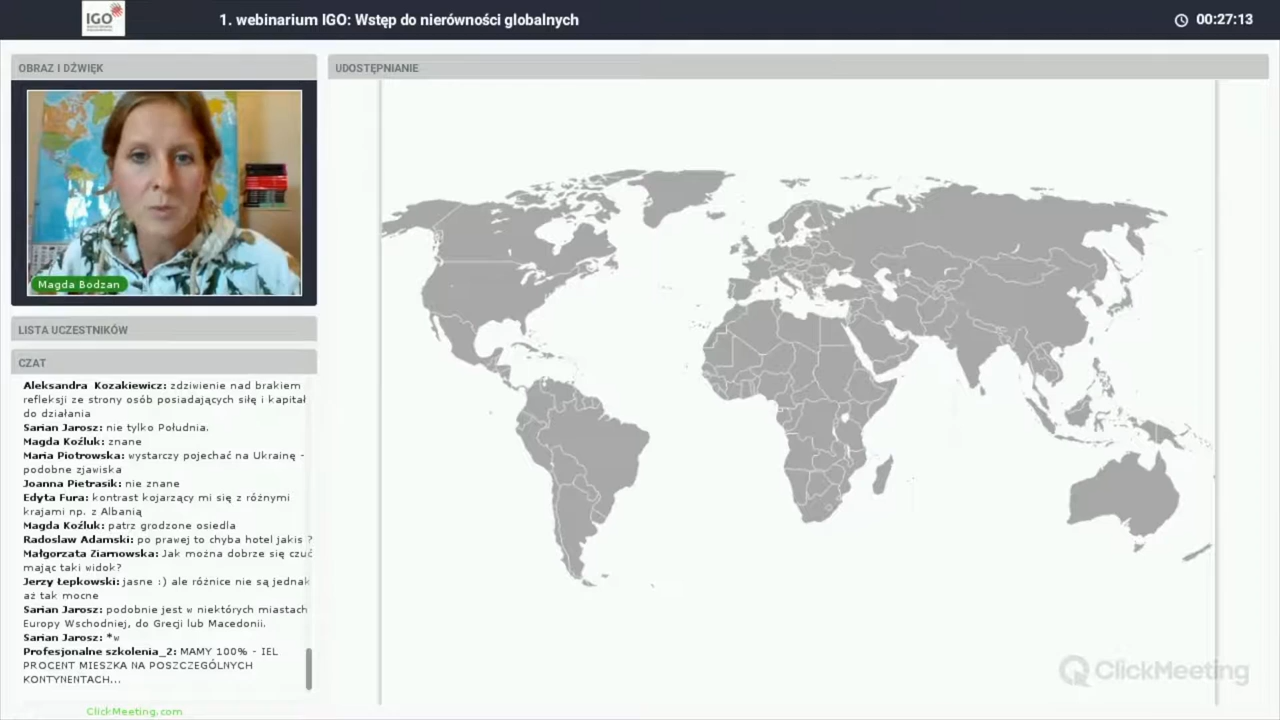 IGO
1. webinarium IGO: Wstęp do nierówności globalnych
00:27:13
OBRAZ I DŹWIĘK
UDOSTĘPNIANIE
Magda Bodzan
LISTA UCZESTNIKÓW
CZAT
Aleksandra Kozakiewicz: zdziwienie nad brakiem
refleksji ze strony osób posiadających siłę i kapitał
do działania
Sarian Jarosz: nie tylko Południa.
Magda Koźluk: znane
Maria Piotrowska: wystarczy pojechać na Ukrainę -
podobne zjawiska
Joanna Pietrasik: nie znane
Edyta Fura: kontrast kojarzący mi się z różnymi
krajami np. z Albanią
Magda Koźluk: patrz grodzone osiedla
Radoslaw Adamski: po prawej to chyba hotel jakis ?
Małgorzata Ziarnowska: Jak można dobrze się czuć
mając taki widok?
Jerzy Łepkowski: jasne :) ale różnice nie są jednak
aż tak mocne
Sarian Jarosz: podobnie jest w niektórych miastach
Europy Wschodniej, do Grecji lub Macedonii.
Sarian Jarosz: *w
Profesjonalne szkolenia_2: MAMY 100% - IEL
PROCENT MIESZKA NA POSZCZEGÓLNYCH
KONTYNENTACH...
ClickMeeting
ClickMeeting.com